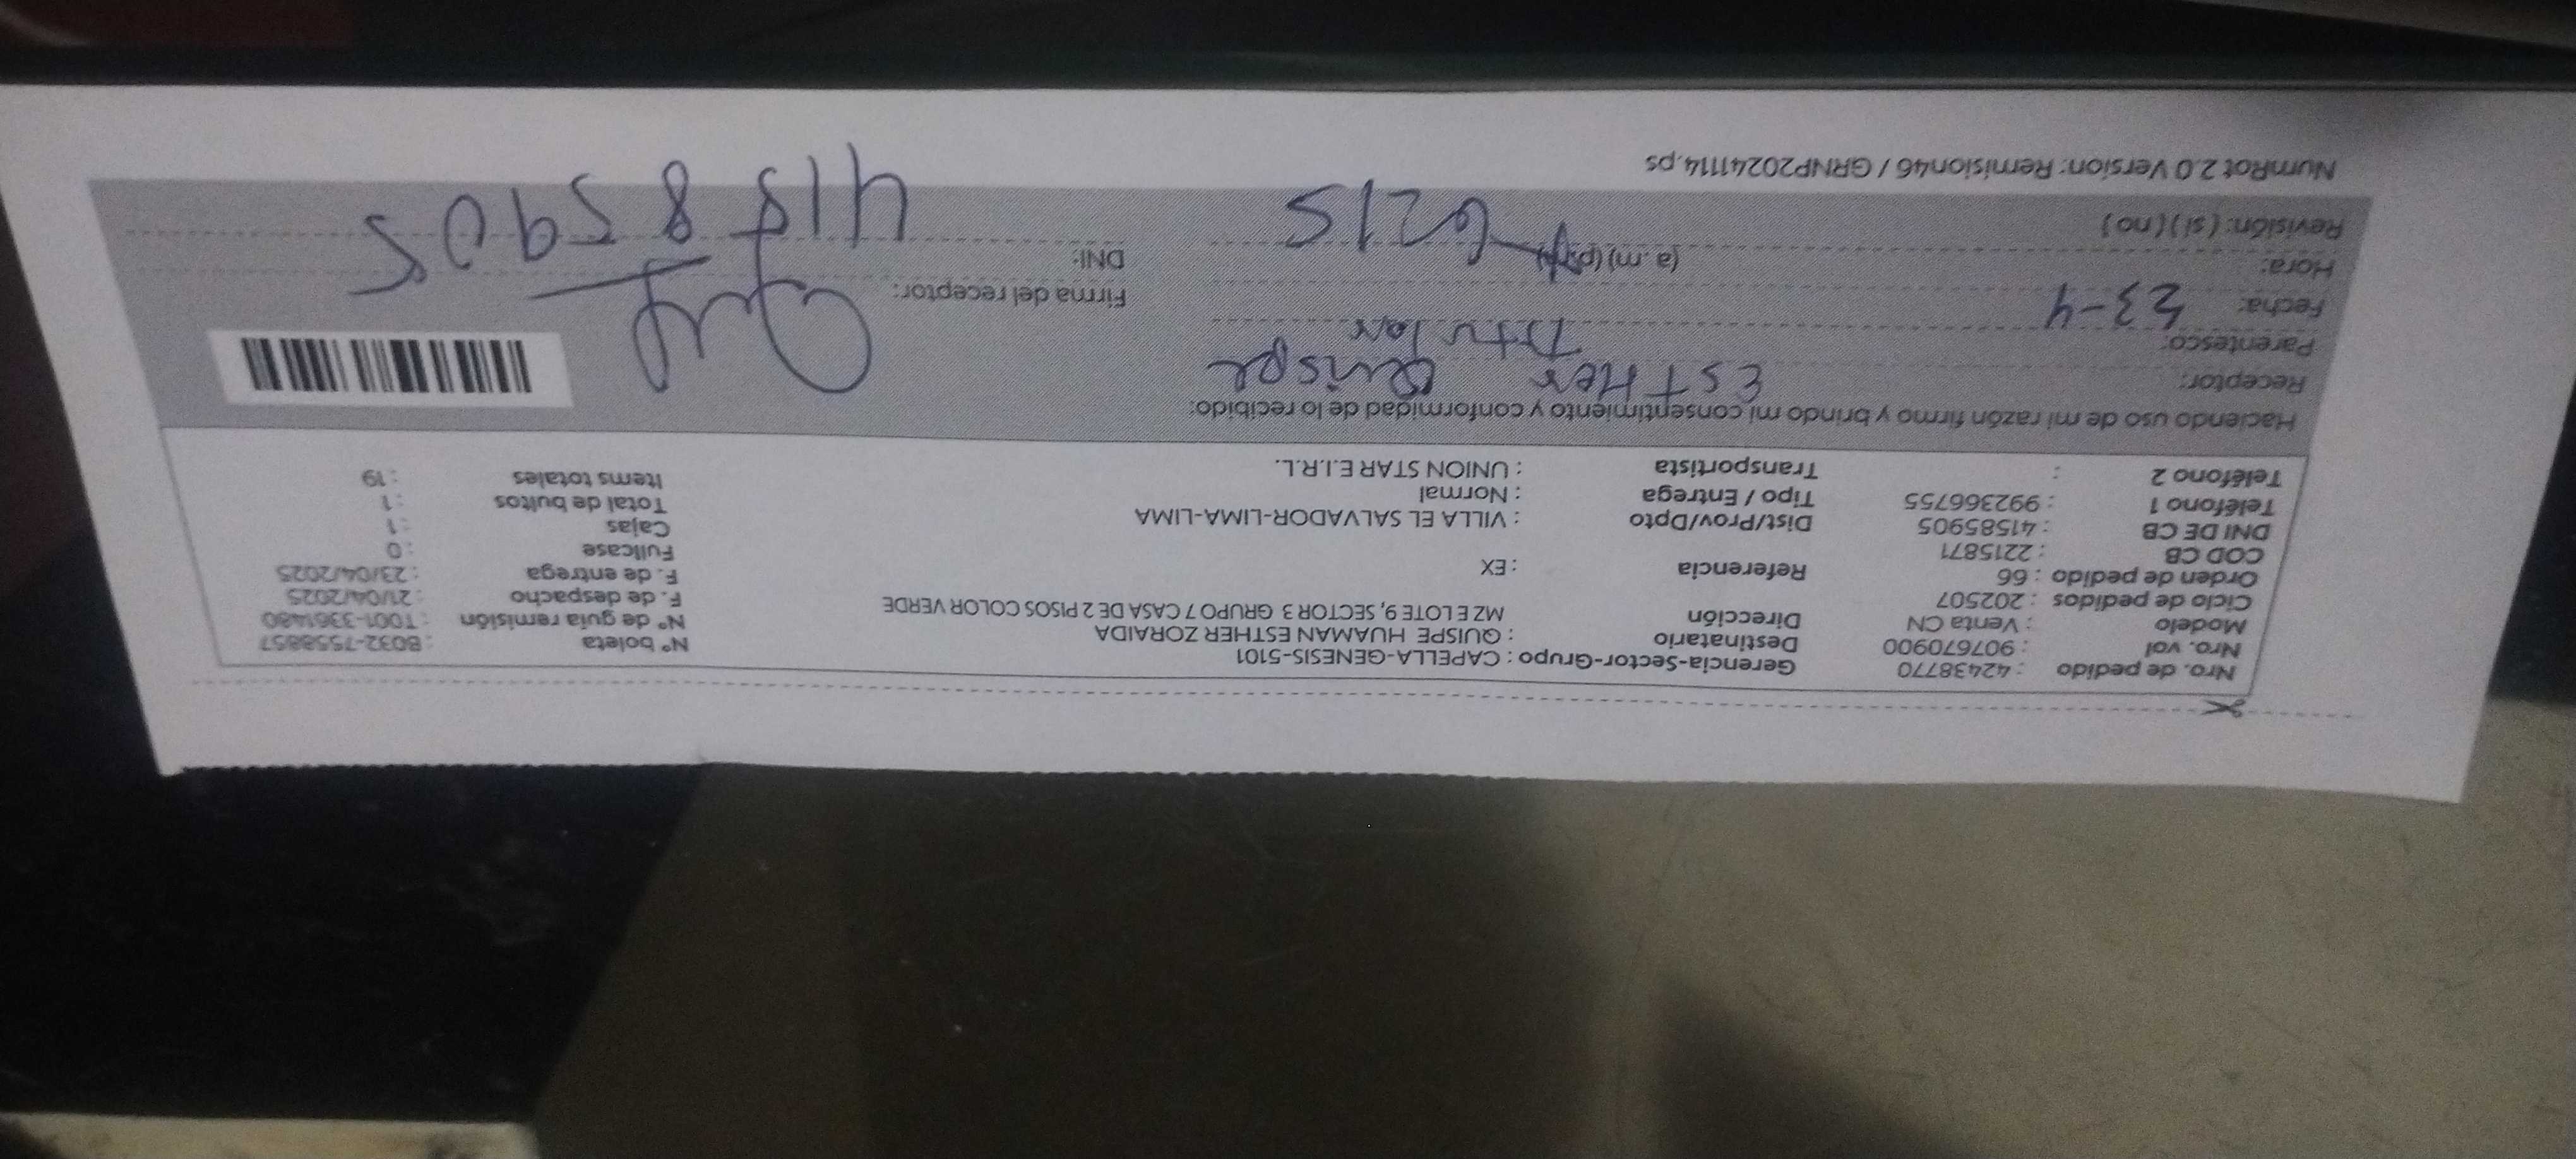 Nro. de pedido : 42438770 Gerencia-Sector-Grupo : CAPELLA-GENESIS-5101 N° boleta : B032-7558857
Nro. val : 907670900 Destinatario : QUISPE HUAMAN ESTHER ZORAIDA N° de guía remisión : T001-3361480
Modelo : Venta CN Dirección MZ E LOTE 9, SECTOR 3 GRUPO 7 CASA DE 2 PISOS COLOR VERDE F. de despacho : 21/04/2025
Ciclo de pedidos : 202507 F. de entrega : 23/04/2025
Orden de pedido : 66 Referencia : EX Fullcase : 0
COD CB : 2215871 Cajas : 1
DNI DE CB : 41585905 Dist/Prov/Dpto : VILLA EL SALVADOR-LIMA-LIMA Total de bultos : 1
Teléfono 1 : 992366755 Tipo / Entrega : Normal Items totales : 19
Teléfono 2 : Transportista : UNION STAR E.I.R.L.
Haciendo uso de mi razón firmo y brindo mi consentimiento y conformidad de lo recibido:
Receptor: ESTHER Quispe
Parentesco: Titular
Fecha: 23-4 Firma del receptor:
Hora: (a.m) 6215 DNI: 41585905
Revisión: ( si ) ( no )
NumRot 2.0 Version: Remision46 / GRNP20241114.ps